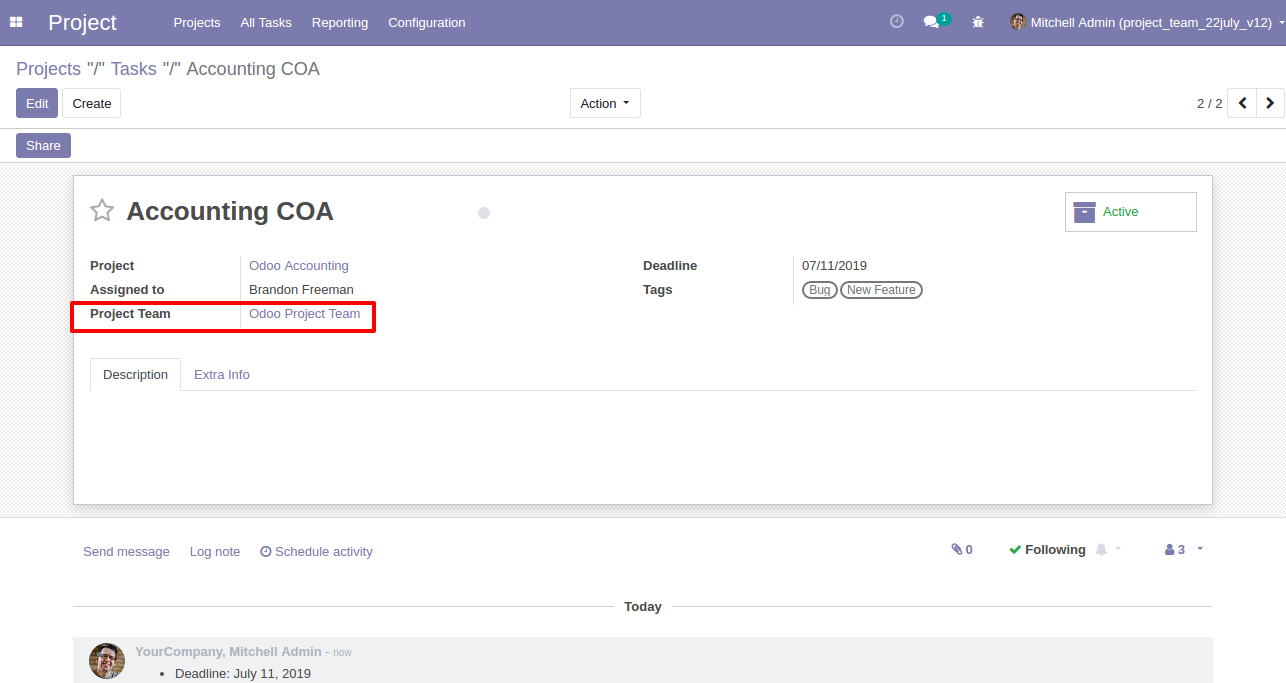 Project Projects All Tasks Reporting Configuration 1 Mitchell Admin (project_team_22july_v12)
Projects "/" Tasks "/" Accounting COA
Edit Create Action 2 / 2
Share
Accounting COA Active
Project Odoo Accounting Deadline 07/11/2019
Assigned to Brandon Freeman Tags Bug New Feature
Project Team Odoo Project Team
Description Extra Info
Send message Log note Schedule activity 0 Following 3
Today
YourCompany, Mitchell Admin - now
• Deadline: July 11, 2019